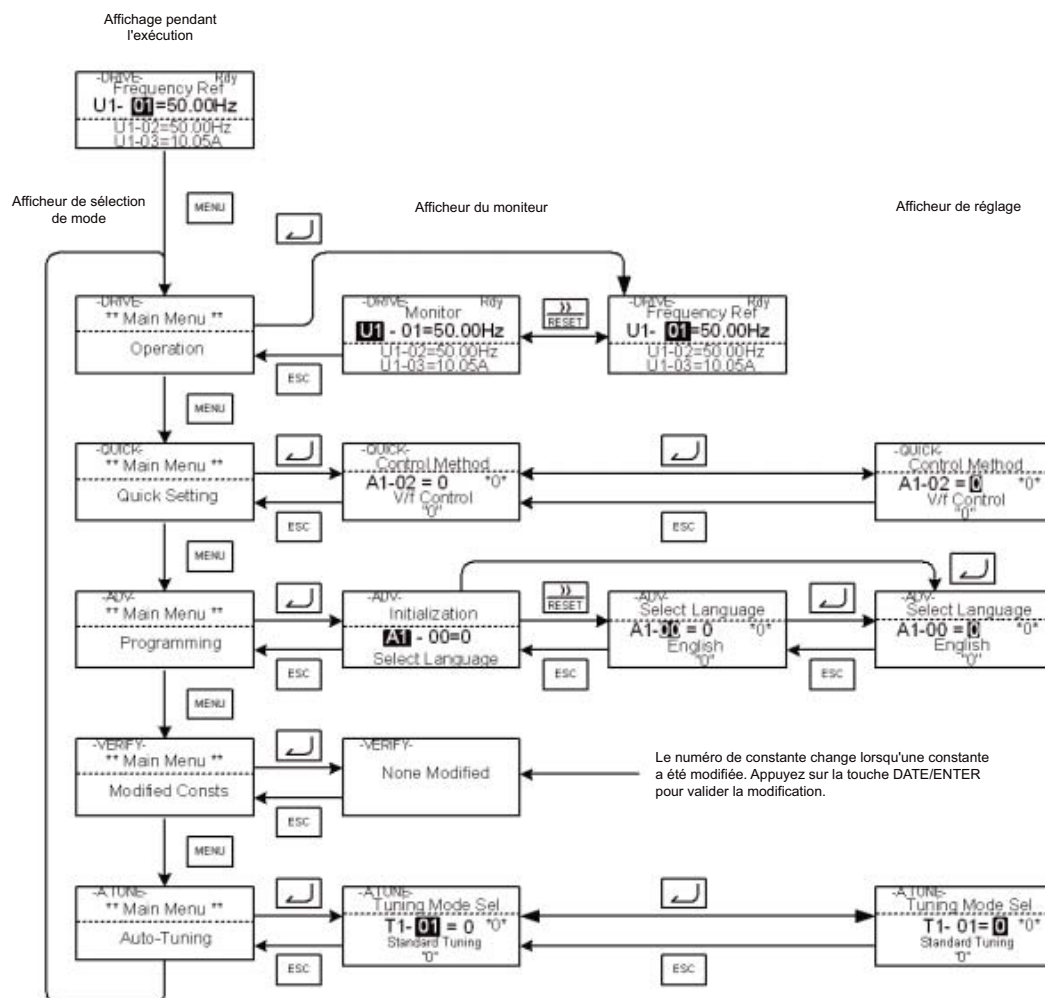 Affichage pendant
l'exécution
-DRIVE- Rdy
Frequency Ref
U1- 01=50.00Hz
U1-02=50.00Hz
U1-03=10.05A
Afficheur de sélection
de mode
MENU
Afficheur du moniteur
Afficheur de réglage
-DRIVE-
** Main Menu **
Operation
-DRIVE- Rdy
Monitor
U1 - 01=50.00Hz
U1-02=50.00Hz
U1-03=10.05A
>>
RESET
-DRIVE- Rdy
Frequency Ref
U1- 01=50.00Hz
U1-02=50.00Hz
U1-03=10.05A
ESC
MENU
-QUICK-
** Main Menu **
Quick Setting
-QUICK-
Control Method
A1-02 = 0 *0*
V/f Control
"0"
-QUICK-
Control Method
A1-02 = 0 *0*
V/f Control
"0"
ESC
ESC
MENU
-ADV-
** Main Menu **
Programming
-ADV-
Initialization
A1 - 00=0
Select Language
>>
RESET
-ADV-
Select Language
A1-00 = 0 *0*
English
"0"
-ADV-
Select Language
A1-00 = 0 *0*
English
"0"
ESC
ESC
ESC
MENU
-VERIFY-
** Main Menu **
Modified Consts
-VERIFY-
None Modified
Le numéro de constante change lorsqu'une constante
a été modifiée. Appuyez sur la touche DATE/ENTER
pour valider la modification.
ESC
MENU
-A.TUNE-
** Main Menu **
Auto-Tuning
-A.TUNE-
Tuning Mode Sel
T1- 01 = 0 *0*
Standard Tuning
"0"
-A.TUNE-
Tuning Mode Sel
T1- 01= 0 *0*
Standard Tuning
"0"
ESC
ESC